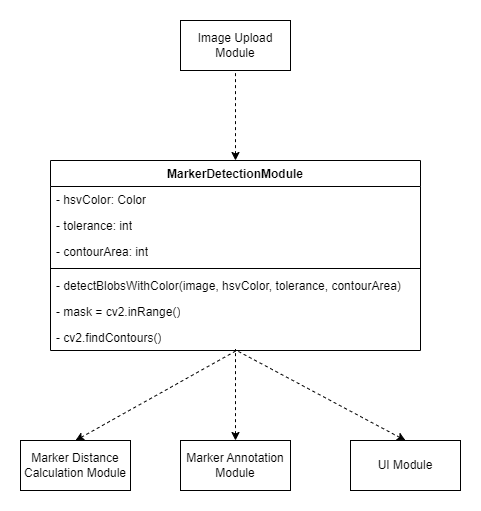 Image Upload
Module
MarkerDetectionModule
- hsvColor: Color
- tolerance: int
- contourArea: int
- detectBlobsWithColor(image, hsvColor, tolerance, contourArea)
- mask = cv2.inRange()
- cv2.findContours()
Marker Distance
Calculation Module
Marker Annotation
Module
UI Module